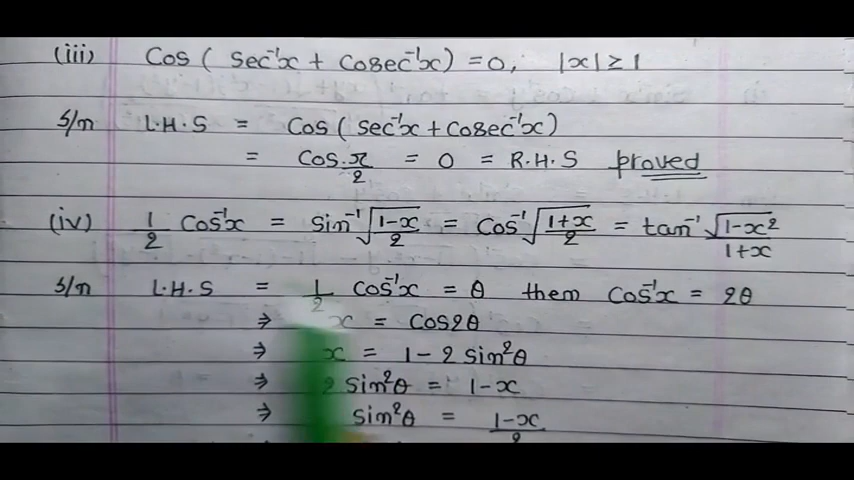 (iii) Cos ( sec⁻¹x + Cosec⁻¹x ) = 0, |x| ≥ 1
S/n L.H.S = Cos ( sec⁻¹x + Cosec⁻¹x )
= Cos. π/2 = 0 = R.H.S proved
(iv) 1/2 Cos⁻¹x = sin⁻¹ √(1-x)/2 = Cos⁻¹ √(1+x)/2 = tan⁻¹ √(1-x²)/(1+x)
S/n L.H.S = 1/2 Cos⁻¹x = θ them Cos⁻¹x = 2θ
⇒ x = Cos2θ
⇒ x = 1 - 2 sin²θ
⇒ 2 sin²θ = 1-x
⇒ sin²θ = (1-x)/2